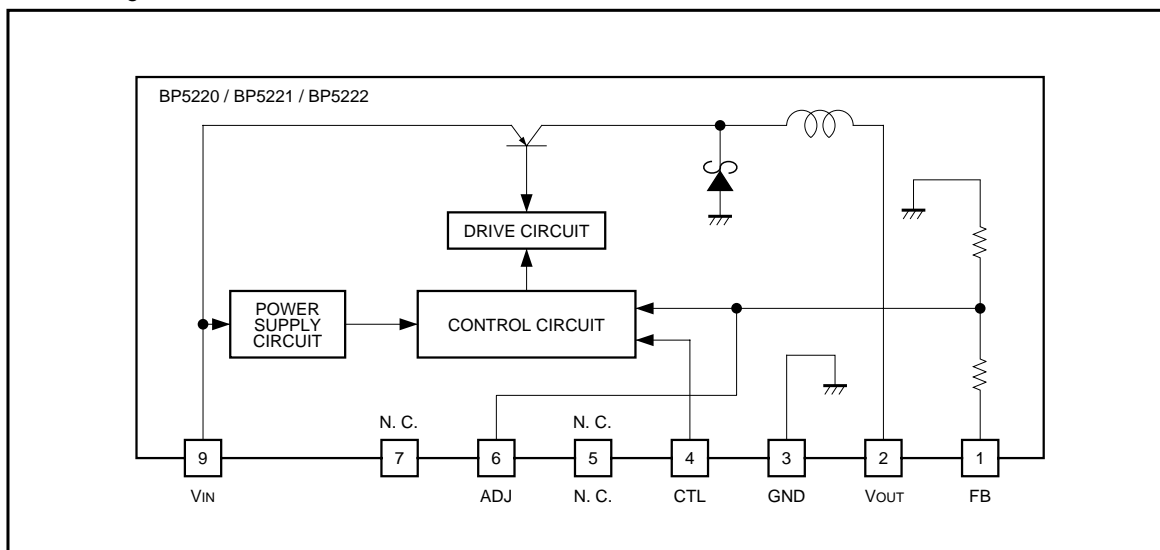 BP5220 / BP5221 / BP5222
DRIVE CIRCUIT
POWER
SUPPLY
CIRCUIT
CONTROL CIRCUIT
N. C.
N. C.
9
7
6
5
4
3
2
1
VIN
ADJ
N. C.
CTL
GND
VOUT
FB